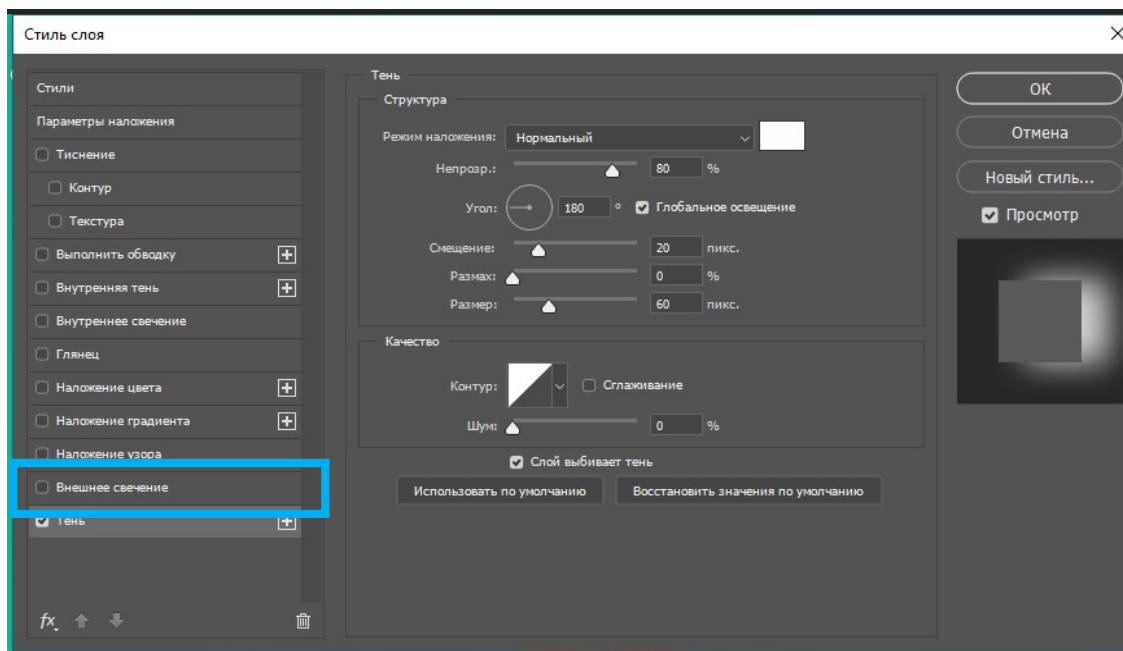 Стиль слоя
Стили
Параметры наложения
Тиснение
Контур
Текстура
Выполнить обводку
Внутренняя тень
Внутреннее свечение
Глянец
Наложение цвета
Наложение градиента
Наложение узора
Внешнее свечение
Тень
fx
Тень
Структура
Режим наложения: Нормальный
Непрозр.: 80 %
Угол: 180 ° Глобальное освещение
Смещение: 20 пикс.
Размах: 0 %
Размер: 60 пикс.
Качество
Контур: Сглаживание
Шум: 0 %
Слой выбивает тень
Использовать по умолчанию Восстановить значения по умолчанию
ОК
Отмена
Новый стиль...
Просмотр